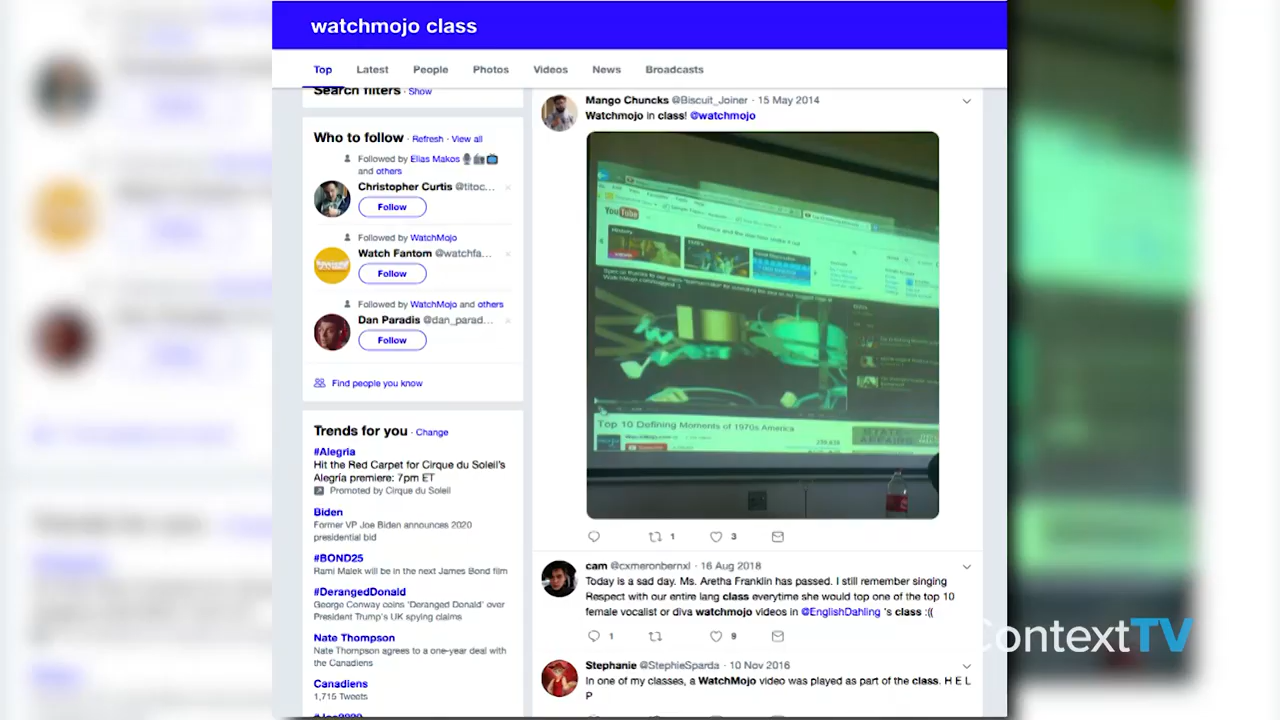 watchmojo class
Top Latest People Photos Videos News Broadcasts
Search filters · Show
Who to follow · Refresh · View all
Followed by Elias Makos
and others
Christopher Curtis @titoc...
Follow
Followed by WatchMojo
Watch Fantom @watchfa...
Follow
Followed by WatchMojo and others
Dan Paradis @dan_parad...
Follow
Find people you know
Trends for you · Change
#Alegria
Hit the Red Carpet for Cirque du Soleil's
Alegría premiere: 7pm ET
Promoted by Cirque du Soleil
Biden
Former VP Joe Biden announces 2020
presidential bid
#BOND25
Rami Malek will be in the next James Bond film
#DerangedDonald
George Conway coins 'Deranged Donald' over
President Trump's UK spying claims
Nate Thompson
Nate Thompson agrees to a one-year deal with
the Canadiens
Canadiens
1,715 Tweets
Mango Chuncks @Biscuit_Joiner · 15 May 2014
Watchmojo in class! @watchmojo
YouTube
History
Top 10 Defining Moments of 1970s America
1
3
cam @cxmeronbernxl · 16 Aug 2018
Today is a sad day. Ms. Aretha Franklin has passed. I still remember singing
Respect with our entire lang class everytime she would top one of the top 10
female vocalist or diva watchmojo videos in @EnglishDahling 's class :((
1
9
Stephanie @StephieSparda · 10 Nov 2016
In one of my classes, a WatchMojo video was played as part of the class. H E L
P
ContextTV